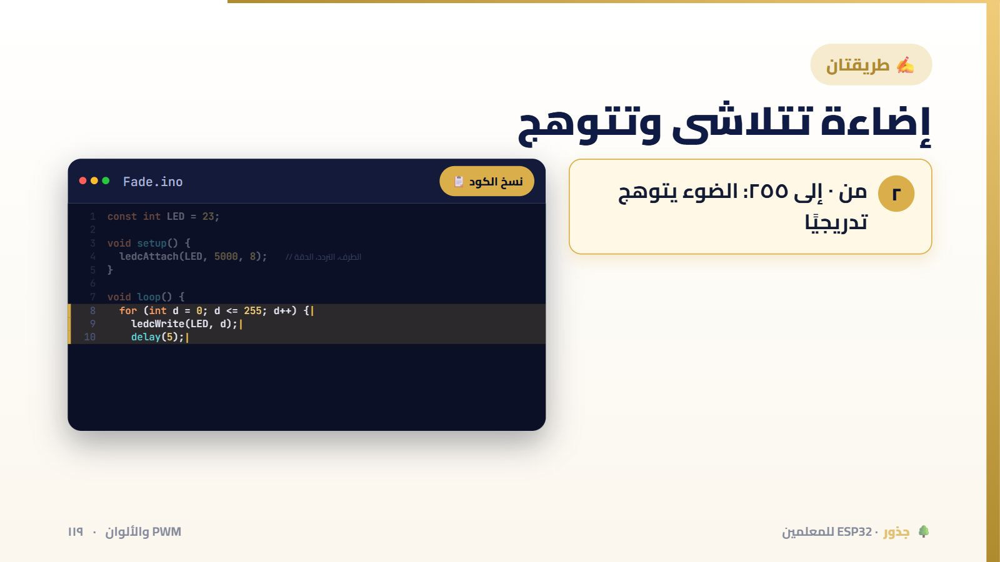 ✍️ طريقتان
إضاءة تتلاشى وتتوهج
٢
من ٠ إلى ٢٥٥: الضوء يتوهج
تدريجيًا
Fade.ino
نسخ الكود 📋
1 const int LED = 23;
2
3 void setup() {
4   ledcAttach(LED, 5000, 8);   // الطرف، التردد، الدقة
5 }
6
7 void loop() {
8   for (int d = 0; d <= 255; d++) {
9     ledcWrite(LED, d);
10     delay(5);
🌳 جذور · ESP32 للمعلمين
PWM والألوان · ١١٩